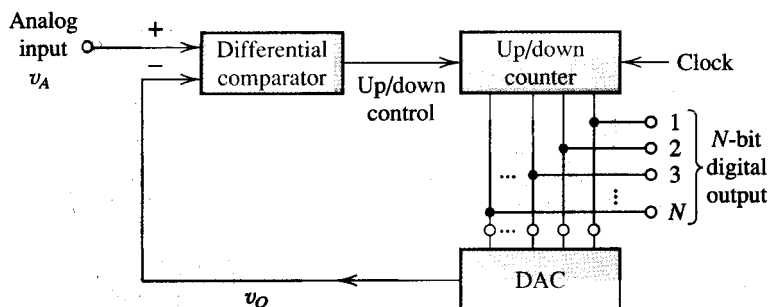 Analog
input
v_A
+
−
Differential
comparator
Up/down
control
Up/down
counter
Clock
1
2
3
N
...
...
...
N-bit
digital
output
DAC
v_O